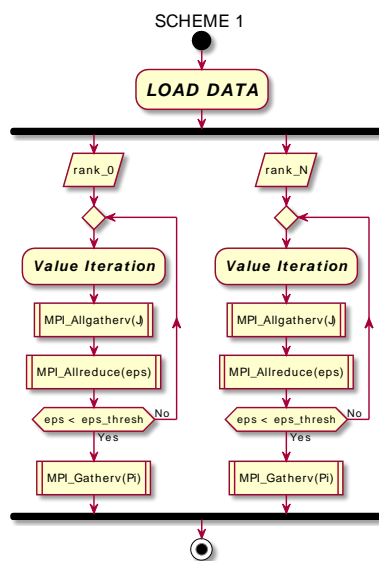 SCHEME 1
LOAD DATA
rank_0
Value Iteration
MPI_Allgatherv(J)
MPI_Allreduce(eps)
eps < eps_thresh
No
Yes
MPI_Gatherv(Pi)
rank_N
Value Iteration
MPI_Allgatherv(J)
MPI_Allreduce(eps)
eps < eps_thresh
No
Yes
MPI_Gatherv(Pi)